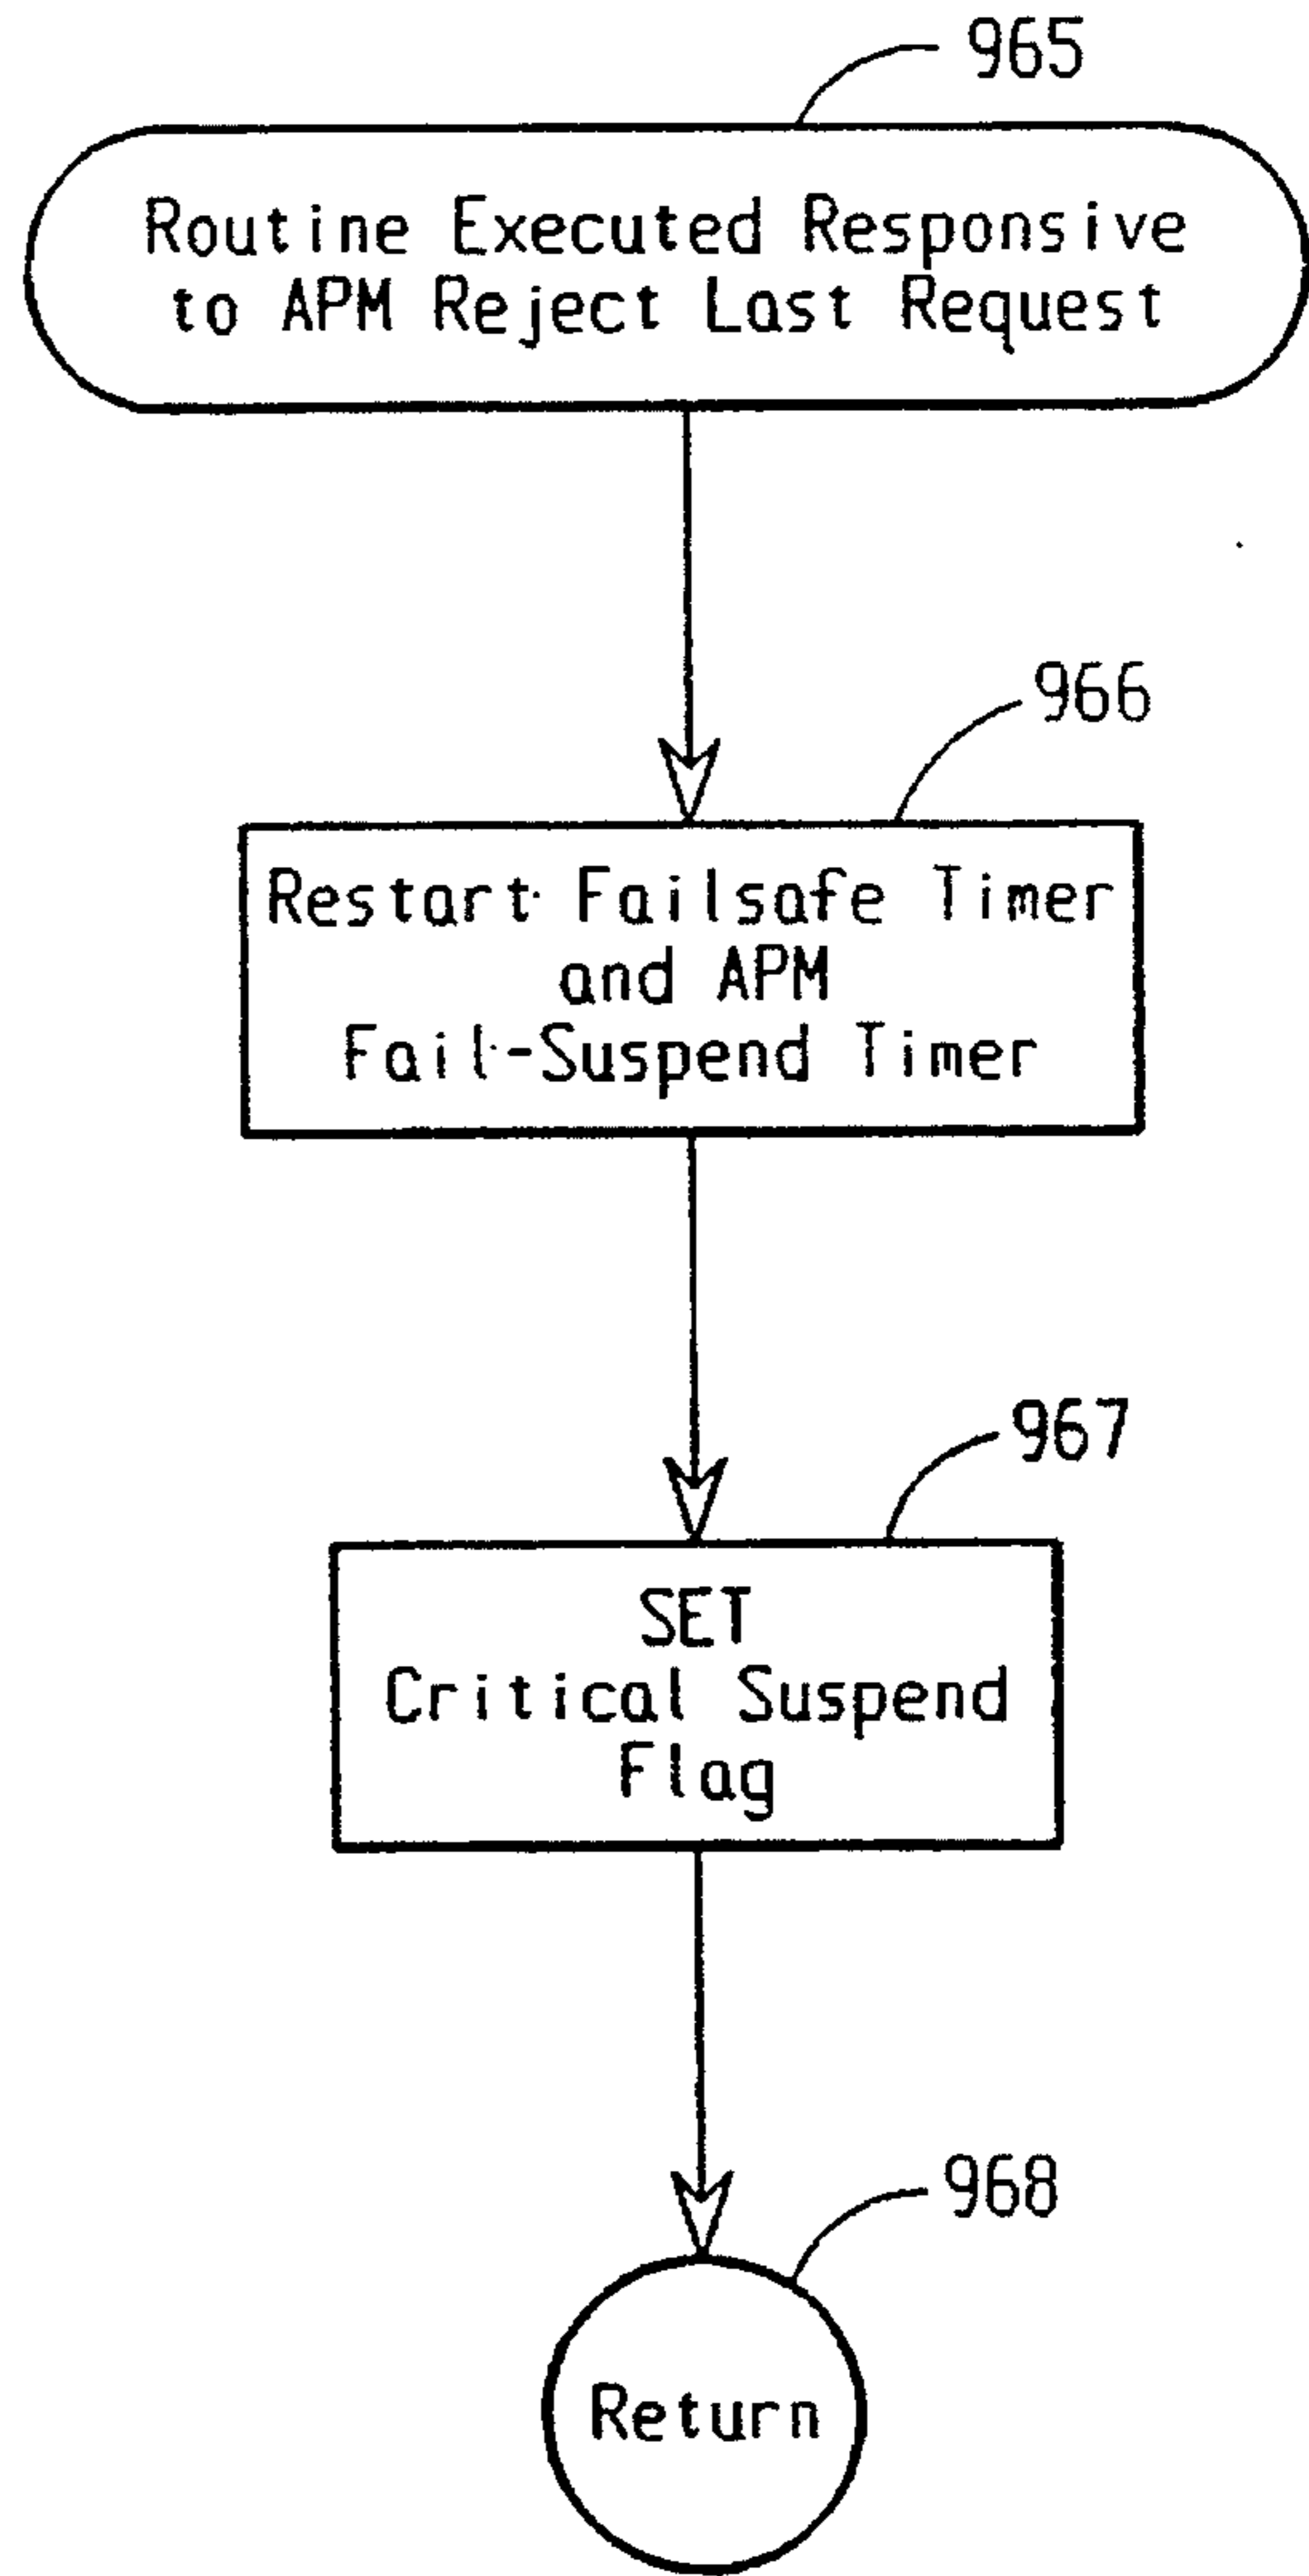 965
Routine Executed Responsive
to APM Reject Last Request
966
Restart Failsafe Timer
and APM
Fail-Suspend Timer
967
SET
Critical Suspend
Flag
968
Return